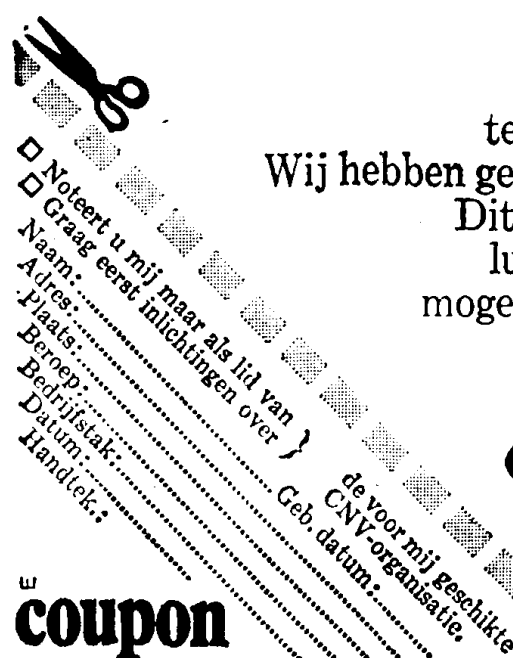 te
Wij hebben ge
Dit
lu
moge
☐ Noteert u mij maar als lid van
☐ Graag eerst inlichtingen over } de voor mij geschikte
CNV-organisatie.
Naam:
Adres: Geb. datum:
Plaats:
Beroep:
Bedrijfstak:
Datum:
Handtek.:
E
coupon